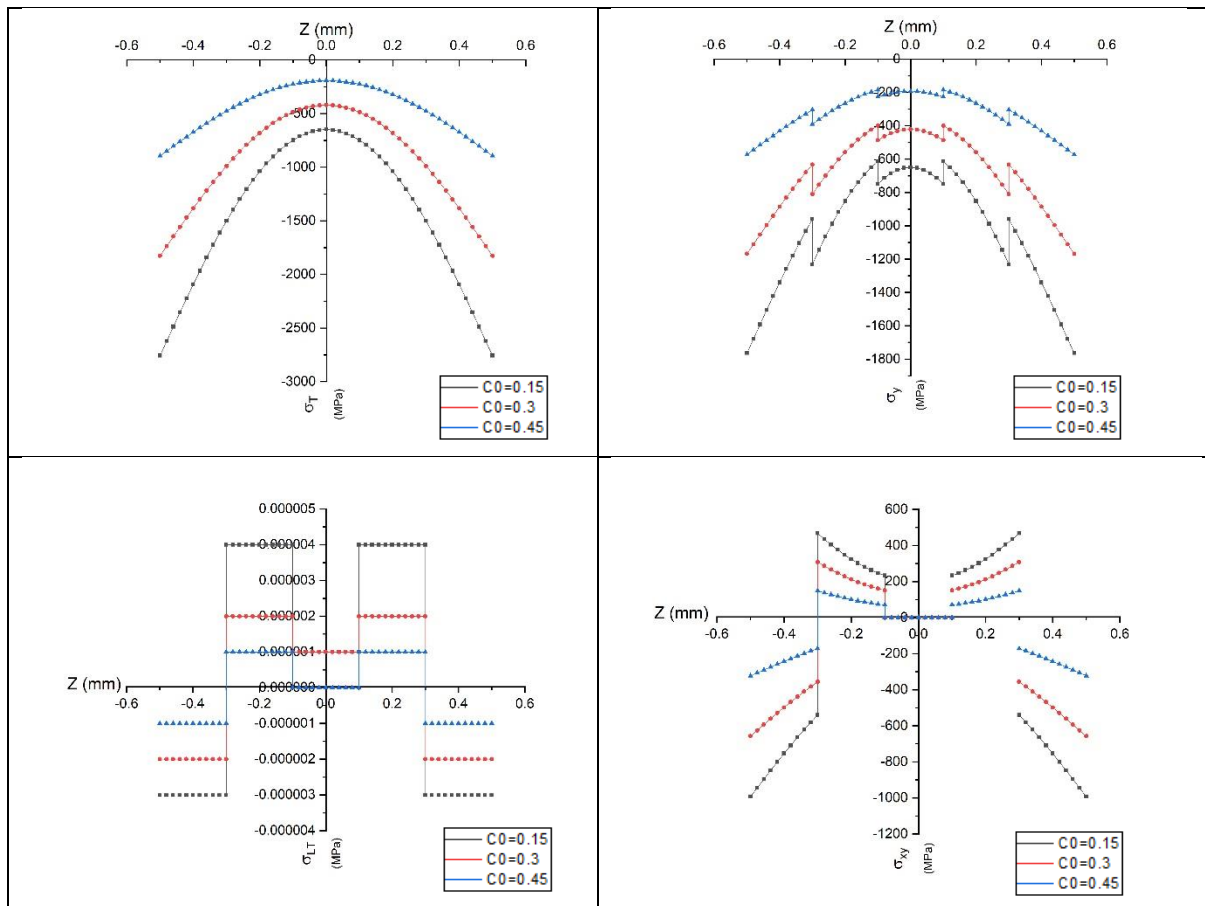 Z (mm)
-0.6 -0.4 -0.2 0.0 0.2 0.4 0.6
0
-500
-1000
-1500
-2000
-2500
-3000
σT
(MPa)
C0=0.15
C0=0.3
C0=0.45
Z (mm)
-0.6 -0.4 -0.2 0.0 0.2 0.4 0.6
0
-200
-400
-600
-800
-1000
-1200
-1400
-1600
-1800
σy
(MPa)
C0=0.15
C0=0.3
C0=0.45
0.000005
0.000004
0.000003
0.000002
0.000001
Z (mm)
0.000000
-0.6 -0.4 -0.2 0.0 0.2 0.4 0.6
-0.000001
-0.000002
-0.000003
-0.000004
σLT
(MPa)
C0=0.15
C0=0.3
C0=0.45
600
400
200
Z (mm)
0
-0.6 -0.4 -0.2 0.0 0.2 0.4 0.6
-200
-400
-600
-800
-1000
-1200
σxy
(MPa)
C0=0.15
C0=0.3
C0=0.45